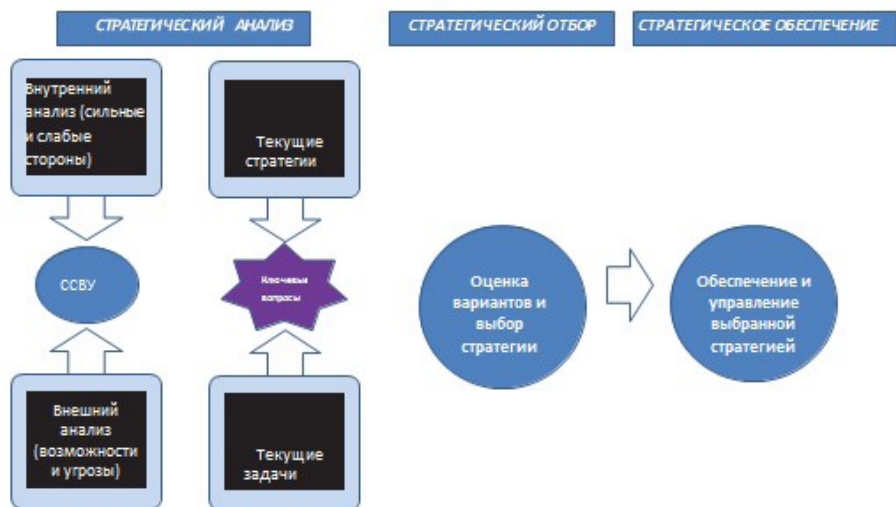 СТРАТЕГИЧЕСКИЙ АНАЛИЗ
СТРАТЕГИЧЕСКИЙ ОТБОР
СТРАТЕГИЧЕСКОЕ ОБЕСПЕЧЕНИЕ
Внутренний
анализ (сильные
и слабые
стороны)
Текущие
стратегии
ССВУ
Ключевые
вопросы
Оценка
вариантов и
выбор
стратегии
Обеспечение и
управление
выбранной
стратегией
Внешний
анализ
(возможности
и угрозы)
Текущие
задачи